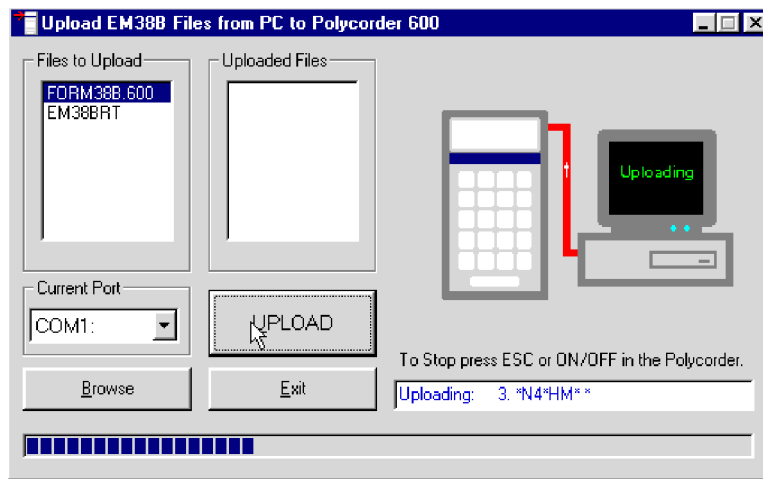 Upload EM38B Files from PC to Polycorder 600
Files to Upload
FORM38B.600
EM38BRT
Uploaded Files
Uploading
Current Port
COM1:
UPLOAD
To Stop press ESC or ON/OFF in the Polycorder.
Browse
Exit
Uploading: 3. *N4*HM* *